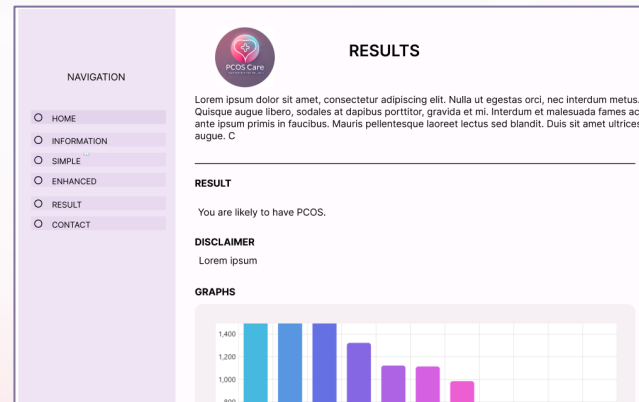 NAVIGATION
HOME
INFORMATION
SIMPLE
ENHANCED
RESULT
CONTACT
PCOS Care
RESULTS
Lorem ipsum dolor sit amet, consectetur adipiscing elit. Nulla ut egestas orci, nec interdum metus.
Quisque augue libero, sodales at dapibus porttitor, gravida et mi. Interdum et malesuada fames ac
ante ipsum primis in faucibus. Mauris pellentesque laoreet lectus sed blandit. Duis sit amet ultrices
augue. C
RESULT
You are likely to have PCOS.
DISCLAIMER
Lorem ipsum
GRAPHS
1,400
1,200
1,000
800